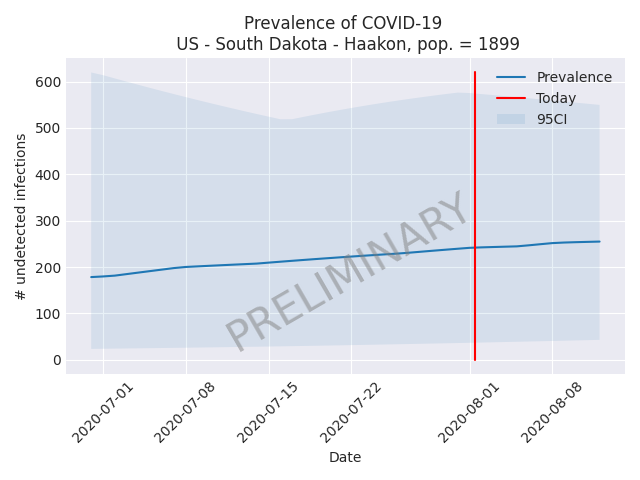 Prevalence of COVID-19
US - South Dakota - Haakon, pop. = 1899
# undetected infections
600
500
400
300
200
100
0
Prevalence
Today
95CI
PRELIMINARY
2020-07-01
2020-07-08
2020-07-15
2020-07-22
2020-08-01
2020-08-08
Date